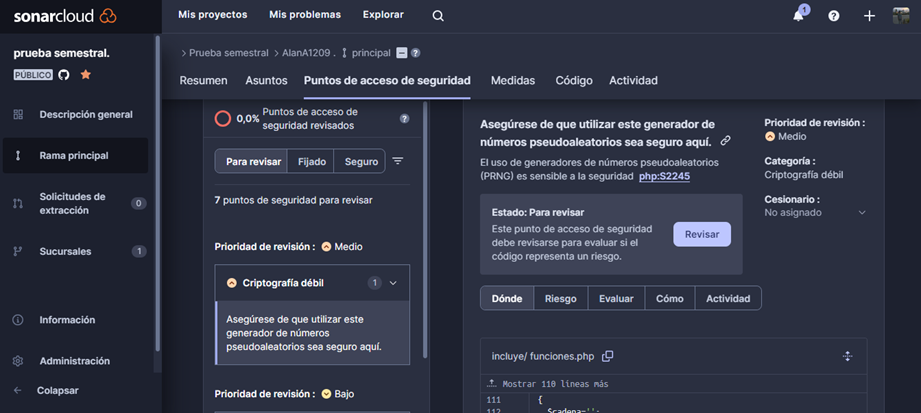 sonarcloud
Mis proyectos
Mis problemas
Explorar
1
prueba semestral.
PÚBLICO
Descripción general
Rama principal
Solicitudes de
extracción
0
Sucursales
1
Información
Administración
Colapsar
Prueba semestral
AlanA1209 .
principal
Resumen
Asuntos
Puntos de acceso de seguridad
Medidas
Código
Actividad
0,0%
Puntos de acceso de
seguridad revisados
Para revisar
Fijado
Seguro
7 puntos de seguridad para revisar
Prioridad de revisión :
Medio
Criptografía débil
1
Asegúrese de que utilizar este
generador de números
pseudoaleatorios sea seguro aquí.
Prioridad de revisión :
Bajo
Asegúrese de que utilizar este generador de
números pseudoaleatorios sea seguro aquí.
El uso de generadores de números pseudoaleatorios
(PRNG) es sensible a la seguridad php:S2245
Estado: Para revisar
Este punto de acceso de seguridad
debe revisarse para evaluar si el
código representa un riesgo.
Revisar
Prioridad de revisión :
Medio
Categoría :
Criptografía débil
Cesionario :
No asignado
Dónde
Riesgo
Evaluar
Cómo
Actividad
incluye/ funciones.php
Mostrar 110 líneas más
111 {
112 $cadena='';